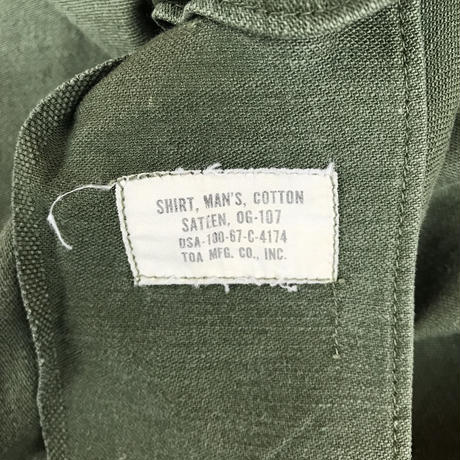 SHIRT, MAN'S, COTTON
SATEEN, OG-107
DSA-100-67-C-4174
TOA MFG. CO., INC.